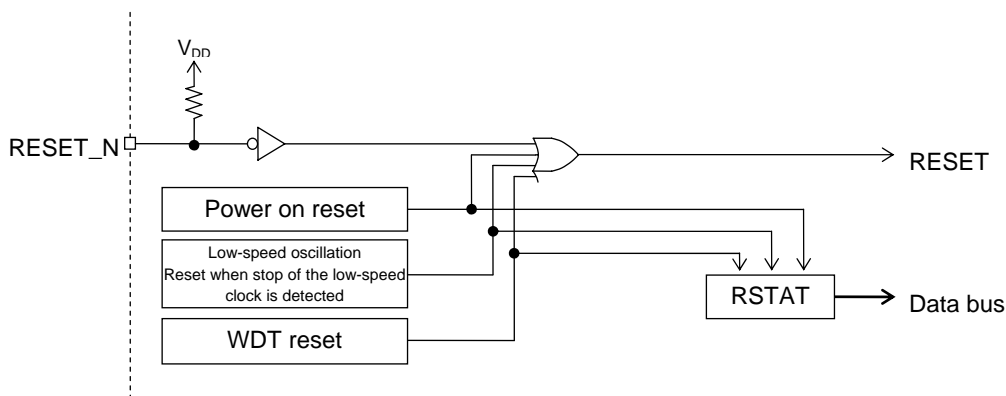 VDD
RESET_N
RESET
Power on reset
Low-speed oscillation
Reset when stop of the low-speed
clock is detected
WDT reset
RSTAT
Data bus